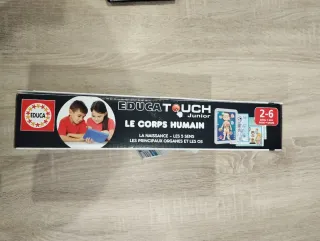 EDUCA
EDUCA TOUCH
Junior
LE CORPS HUMAIN
LA NAISSANCE - LES 5 SENS
LES PRINCIPAUX ORGANES ET LES OS
2-6